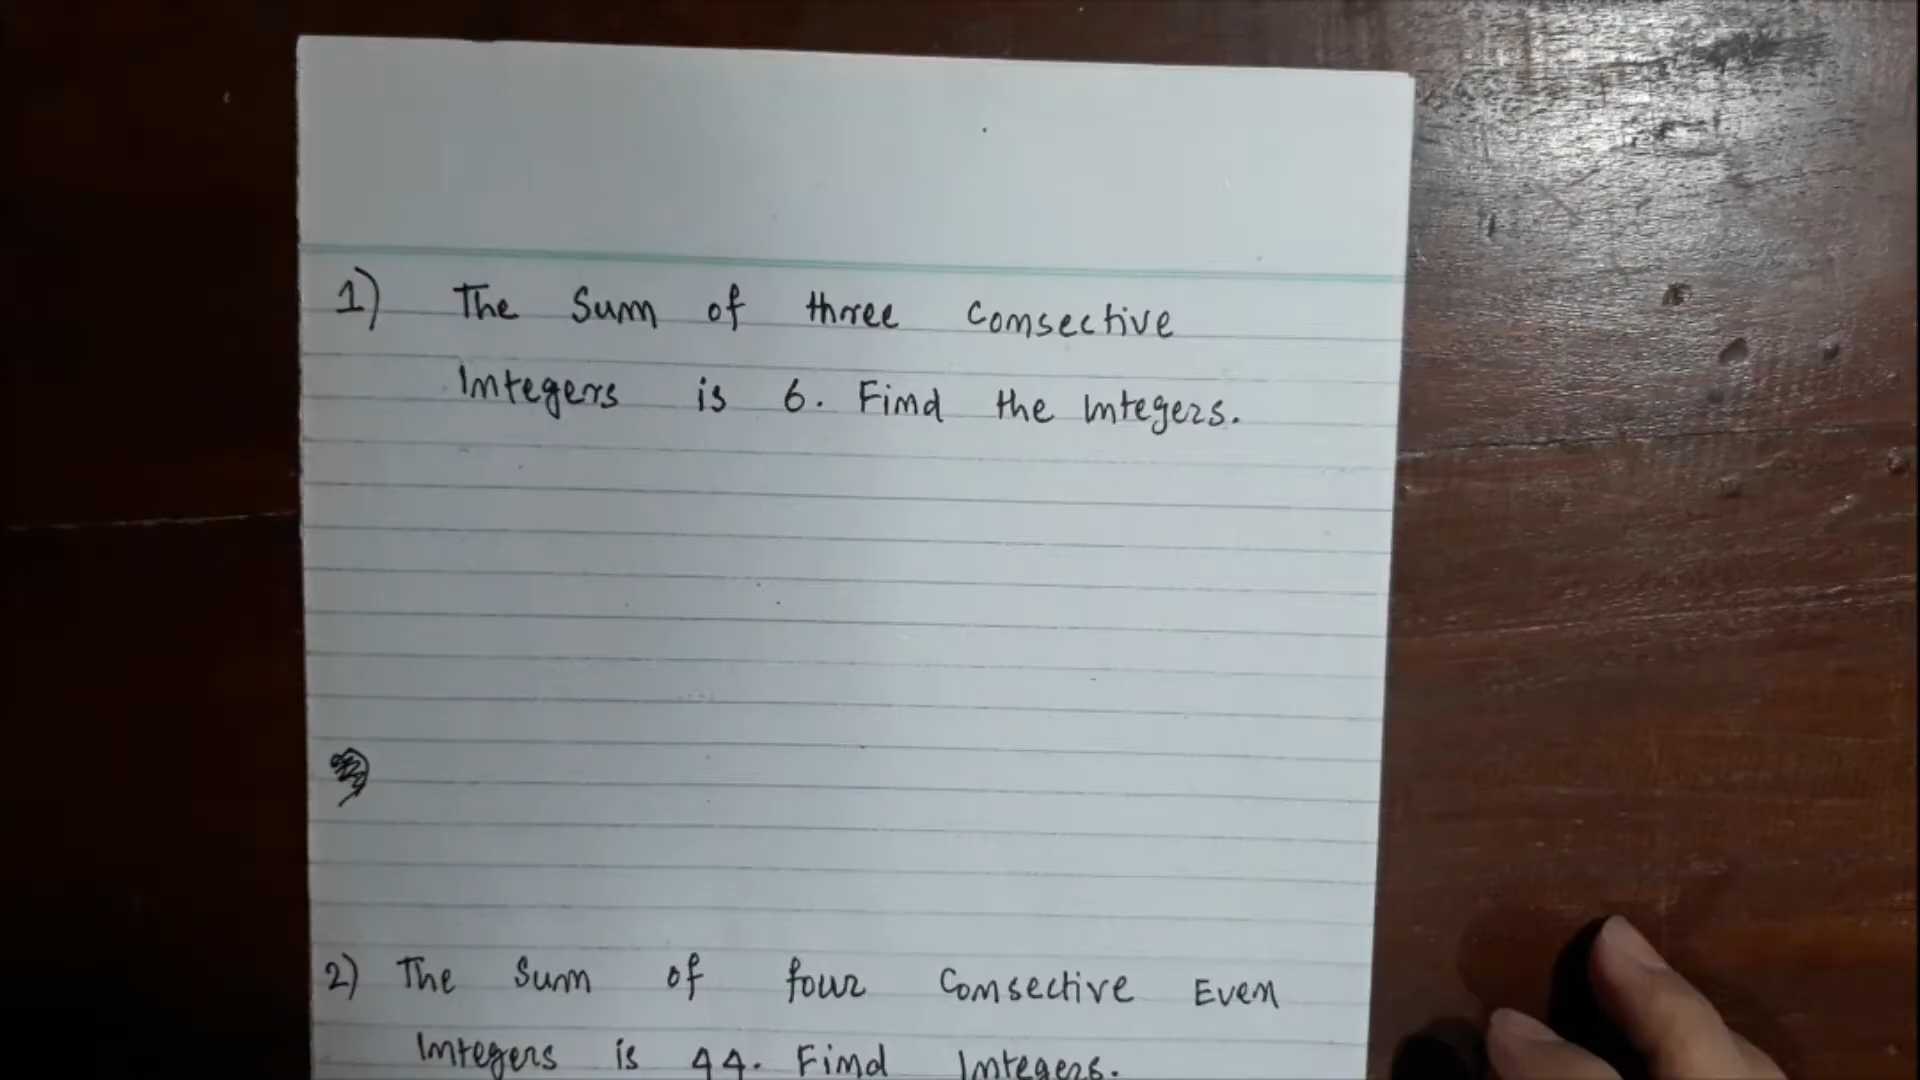 1) The Sum of three Consective
Integers is 6. Find the integers.
2) The Sum of four Consective Even
Integers is 44. Find Integers.